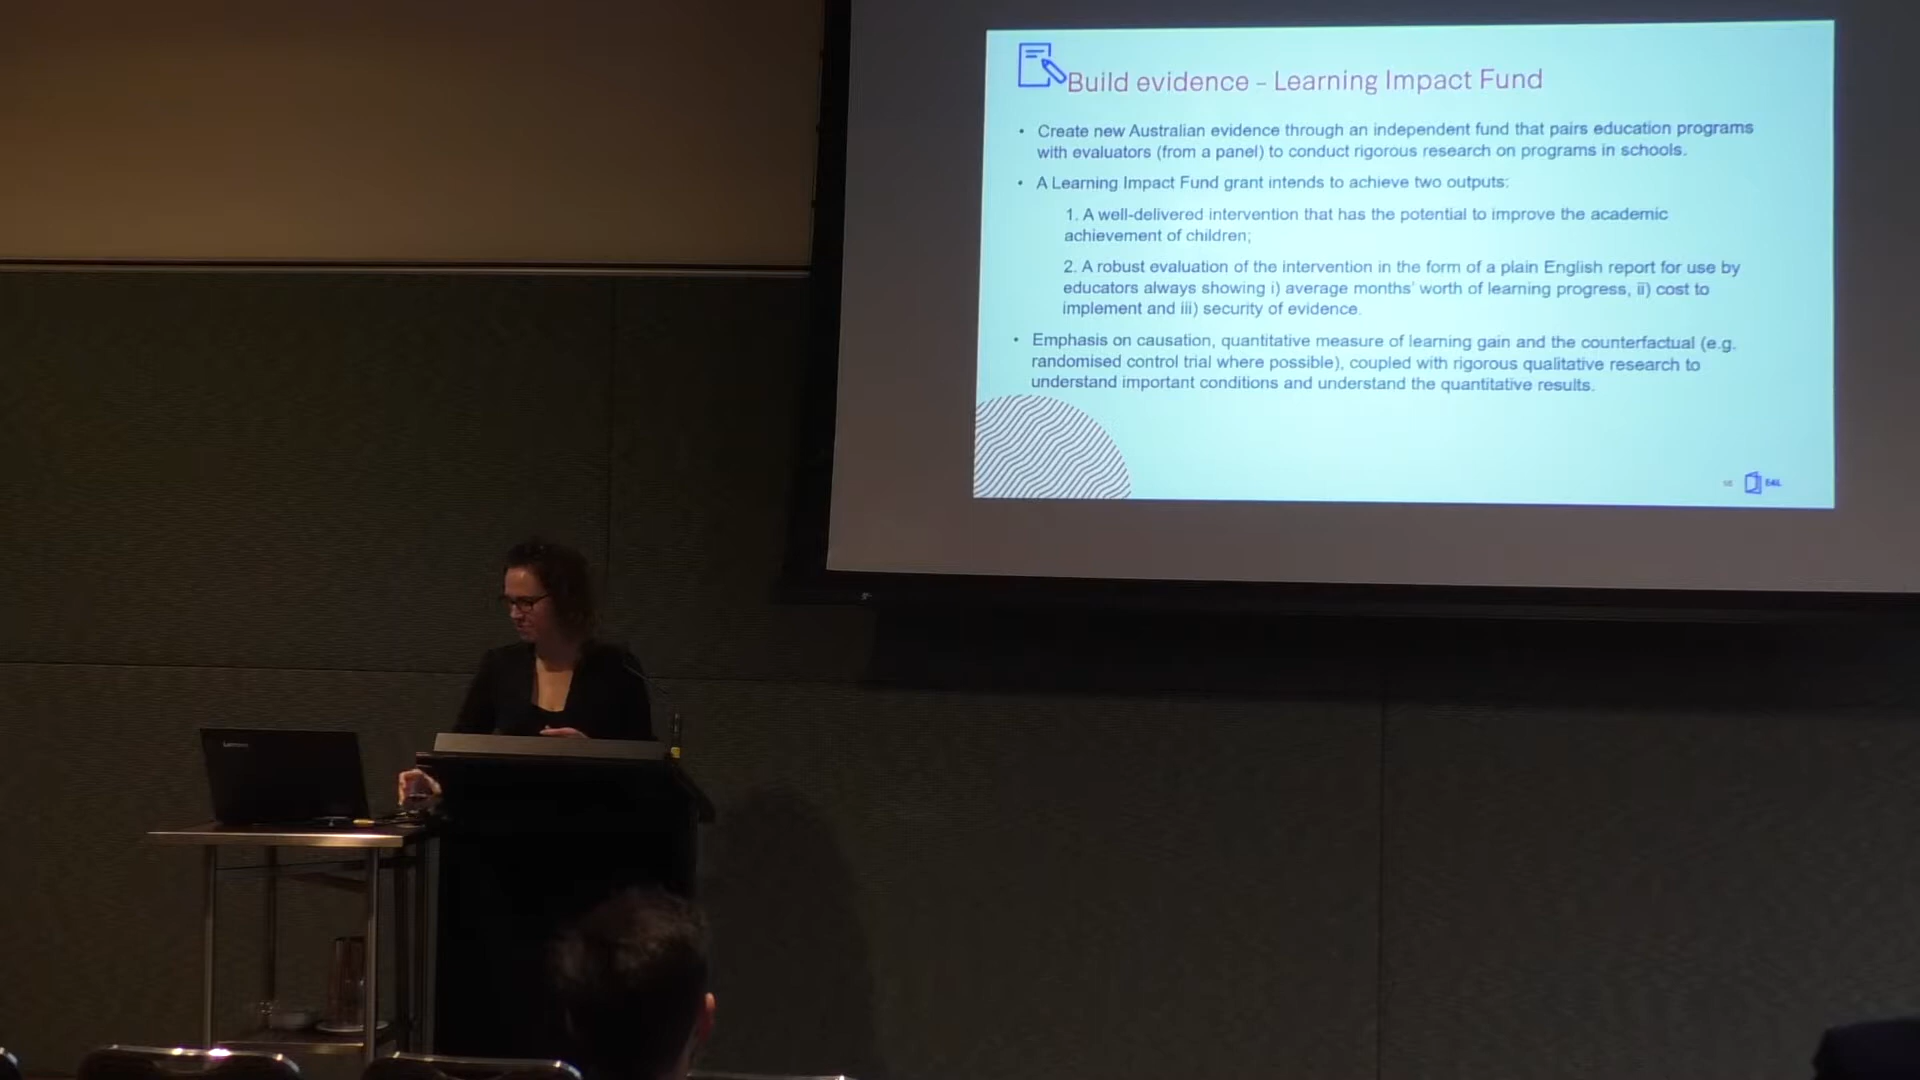 Build evidence – Learning Impact Fund
• Create new Australian evidence through an independent fund that pairs education programs
with evaluators (from a panel) to conduct rigorous research on programs in schools.
• A Learning Impact Fund grant intends to achieve two outputs:
1. A well-delivered intervention that has the potential to improve the academic
achievement of children;
2. A robust evaluation of the intervention in the form of a plain English report for use by
educators always showing i) average months' worth of learning progress, ii) cost to
implement and iii) security of evidence.
• Emphasis on causation, quantitative measure of learning gain and the counterfactual (e.g.
randomised control trial where possible), coupled with rigorous qualitative research to
understand important conditions and understand the quantitative results.
E4L
Lenovo